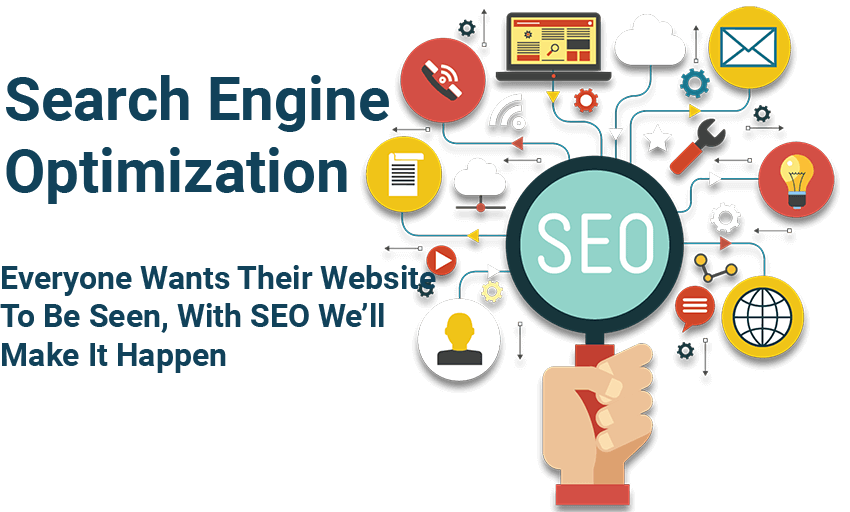 Search Engine
Optimization
Everyone Wants Their Website
To Be Seen, With SEO We’ll
Make It Happen
SEO